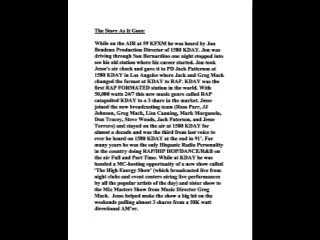 The Story As It Goes:
While on the AIR at 59 KFXM he was heard by Jon
Beadeux Production Director of 1580 KDAY. Jon was
driving through San Bernardino one night stopped into
see his old station where his career started. Jon took
Jesse's air check and gave it to PD Jack Patterson at
1580 KDAY in Los Angeles where Jack and Greg Mack
changed the format at KDAY to RAP. KDAY was the
first RAP FORMATED station in the world. With
50,000 watts 24/7 this new music genre called RAP
catapulted KDAY to a 3 share in the market. Jesse
joined the new broadcasting team (Russ Parr, JJ
Johnson, Greg Mack, Lisa Canning, Mark
Don Tracey, Steve Woods, Jack Patterson, and Jesse
Torrero) and stayed on the air at 1580 KDAY for
almost a decade and was the third from last voice to
ever be heard on 1580 KDAY at the end in 91'. For
many years he was the only Hispanic Radio Personality
in the country doing RAP/HIP HOP/DANCE/R&B on
the air Full and Part Time. While at KDAY he was
handed a MC-hosting opportunity of a new show called
'The High Energy Show' (which broadcasted live from
night clubs and event centers airing live performances
by all the popular artists of the day) and sister show to
the Mix Masters Show from Music Director Greg
Mack. Jesse helped make the show a big hit on the
weekends pulling almost 3 shares from a 50K watt
directional AM'er.